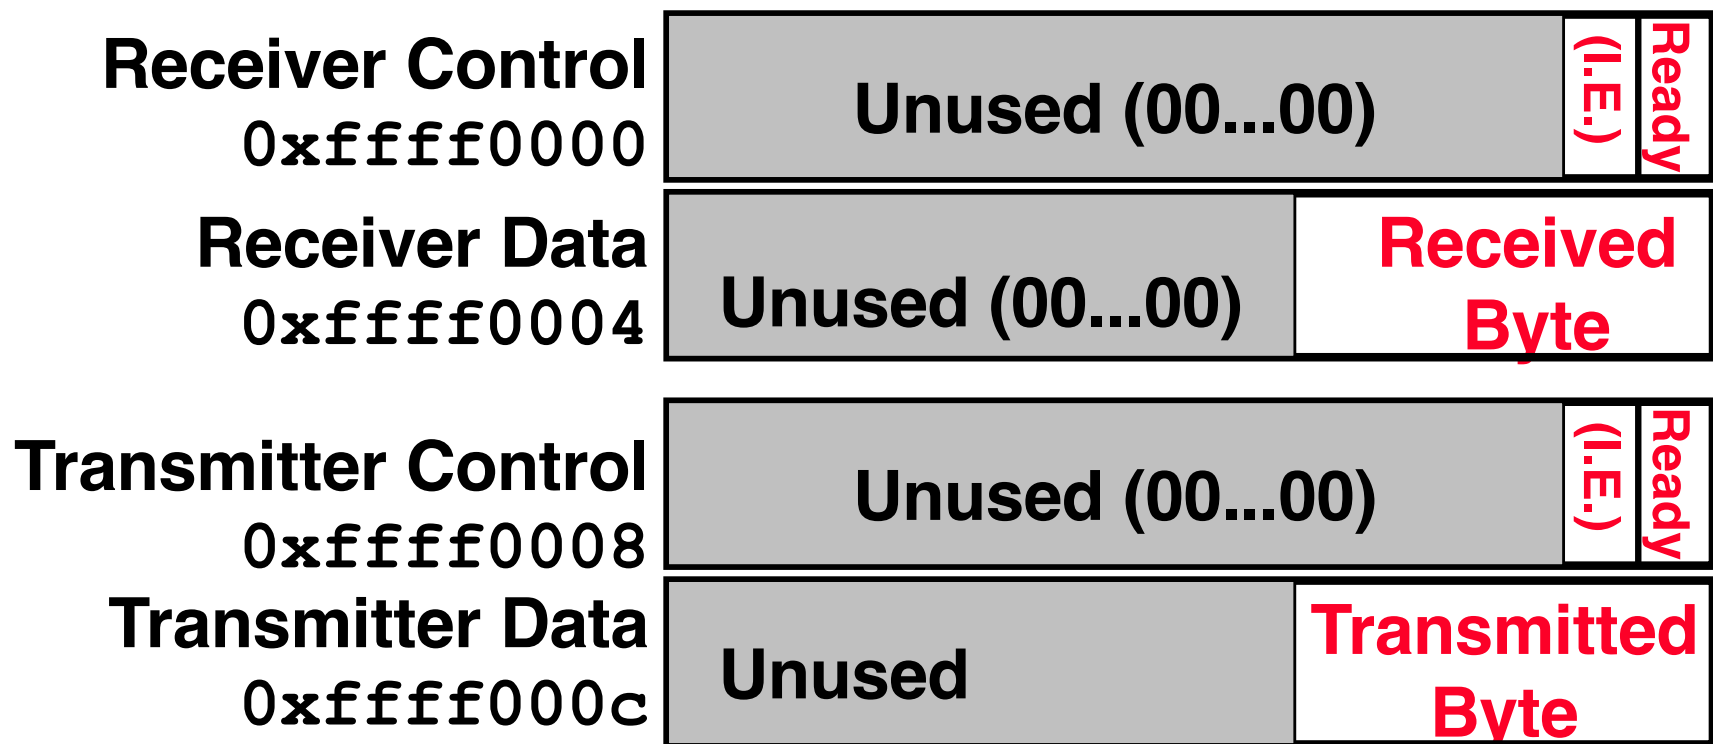 Receiver Control
0xffff0000
Unused (00...00)
(I.E.)
Ready
Receiver Data
0xffff0004
Unused (00...00)
Received
Byte
Transmitter Control
0xffff0008
Unused (00...00)
(I.E.)
Ready
Transmitter Data
0xffff000c
Unused
Transmitted
Byte